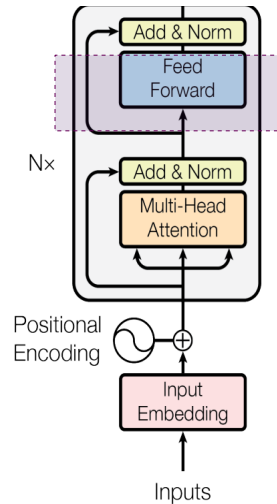 Add & Norm
Feed
Forward
N×
Add & Norm
Multi-Head
Attention
Positional
Encoding
Input
Embedding
Inputs